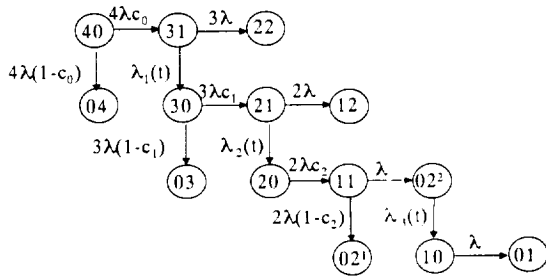 4λc₀ 3λ
40 31 22
4λ(1-c₀) λ₁(t) 3λc₁ 2λ
04 30 21 12
3λ(1-c₁) λ₂(t) 2λc₂ λ
03 20 11 02²
2λ(1-c₂) (t) λ
02¹ 10 01